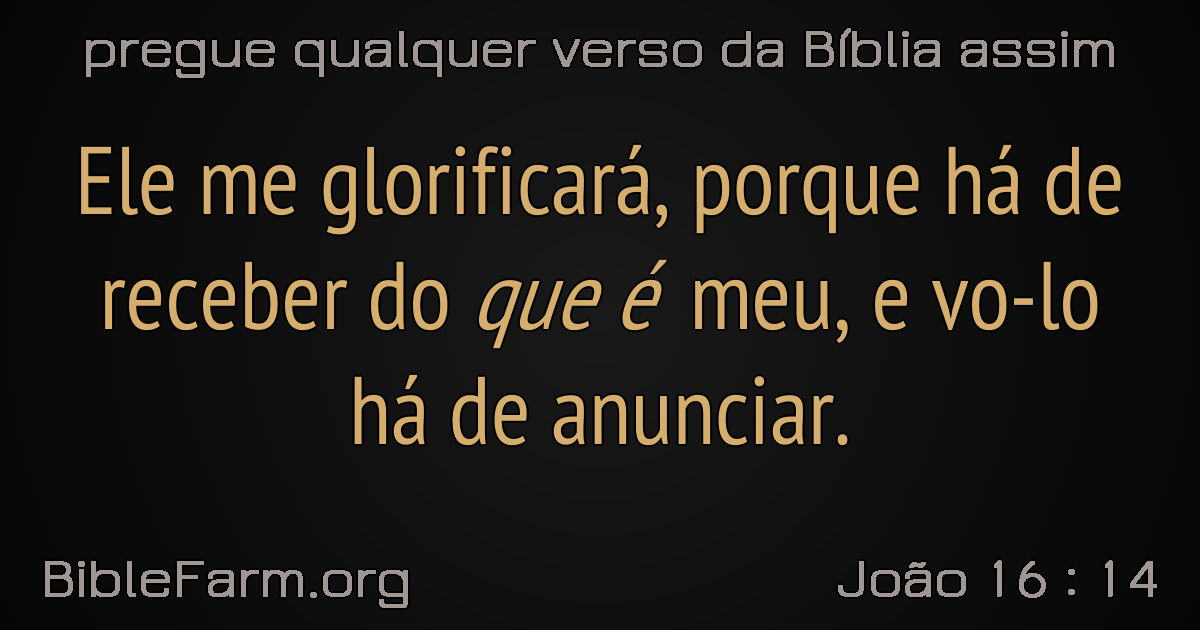 pregue qualquer verso da Bíblia assim
Ele me glorificará, porque há de
receber do que é meu, e vo-lo
há de anunciar.
BibleFarm.org
João 16 : 14